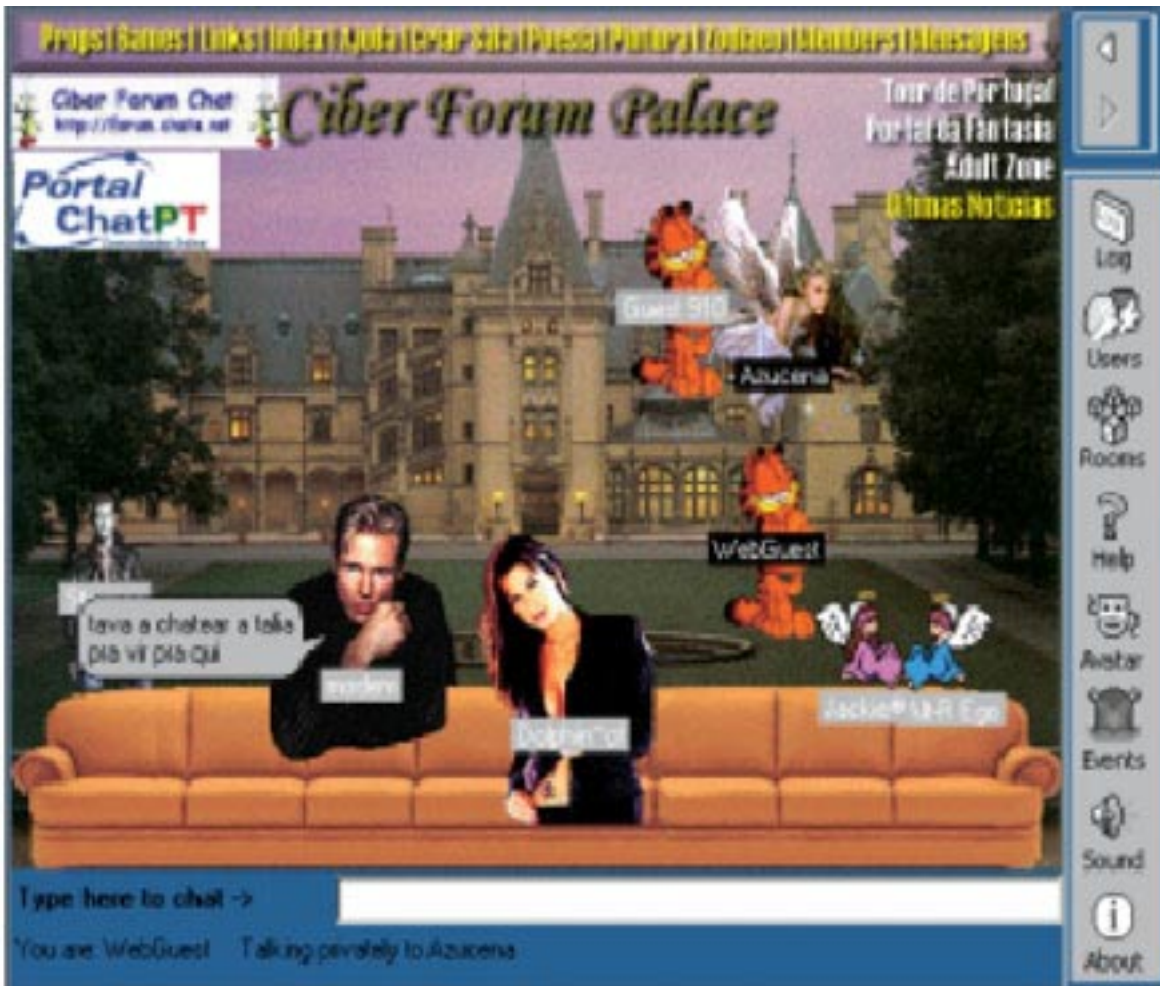 Props | Games | Links | Index | Ajuda | Criar Sala | Poesia | Pintura | Zodiaco | Members | Mensagens
Ciber Forum Chat
Ciber Forum Palace
Tour de Portugal
Portal da Fantasia
Adult Zone
Últimas Noticias
Portal
ChatPT
Log
Users
Rooms
Help
Avatar
Events
Sound
About
Guest 910
Azucena
WebGuest
tava a chatear a talia
pra vir pra qui
Jackie®
Type here to chat ->
You are: WebGuest Talking privately to Azucena